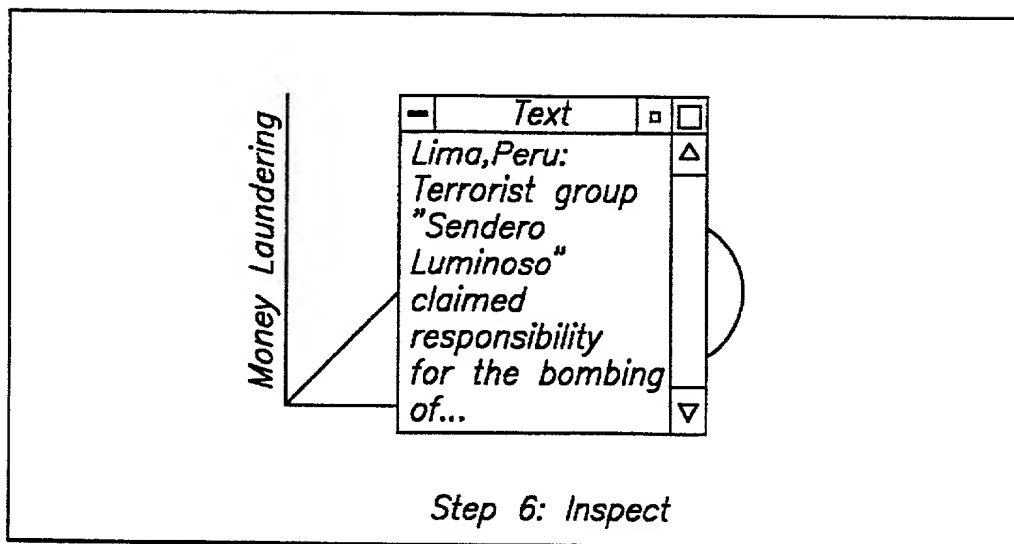 Money Laundering
Text
Lima,Peru:
Terrorist group
"Sendero
Luminoso"
claimed
responsibility
for the bombing
of...
Step 6: Inspect